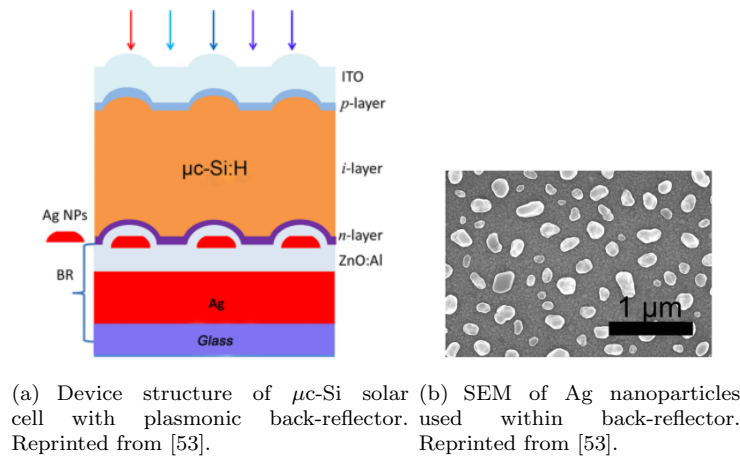 ITO
p-layer
µc-Si:H
i-layer
Ag NPs
n-layer
ZnO:Al
BR
Ag
Glass
1 µm
(a) Device structure of µc-Si solar
cell with plasmonic back-reflector.
Reprinted from [53].
(b) SEM of Ag nanoparticles
used within back-reflector.
Reprinted from [53].